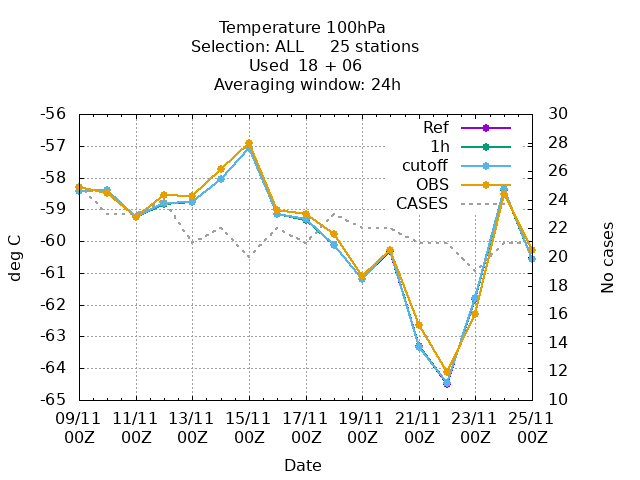 Temperature 100hPa
Selection: ALL 25 stations
Used 18 + 06
Averaging window: 24h
-56
-57
-58
-59
-60
-61
-62
-63
-64
-65
deg C
30
28
26
24
22
20
18
16
14
12
10
No cases
Ref
1h
cutoff
OBS
CASES
09/11 11/11 13/11 15/11 17/11 19/11 21/11 23/11 25/11
00Z 00Z 00Z 00Z 00Z 00Z 00Z 00Z 00Z
Date